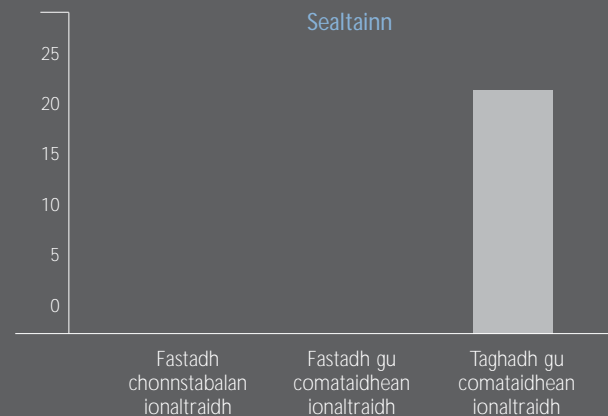 Sealtainn
25
20
15
10
5
0
Fastadh
chonnstabalan
ionaltraidh
Fastadh gu
comataidhean
ionaltraidh
Taghadh gu
comataidhean
ionaltraidh